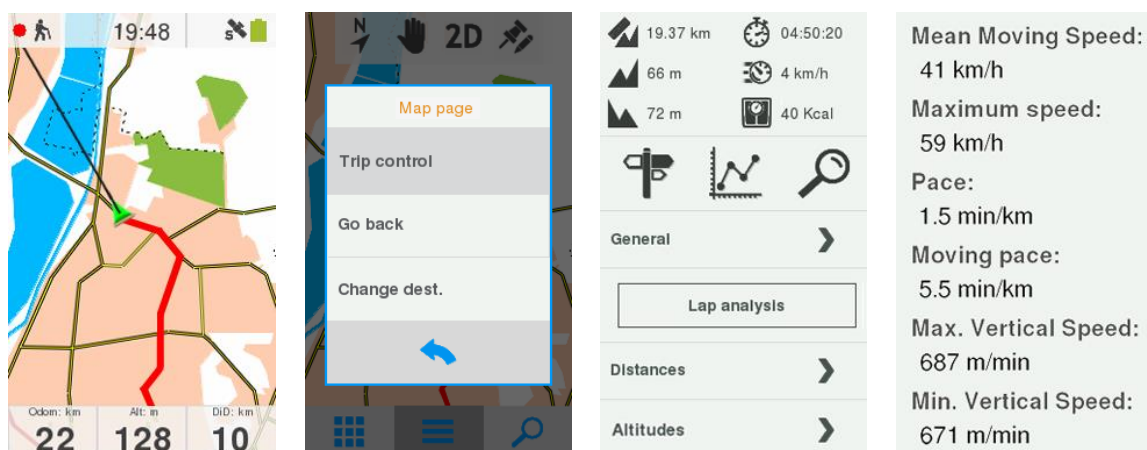 19:48
S
Odom: km
Alt: m
DiD: km
22
128
10
N
2D
Map page
Trip control
Go back
Change dest.
19.37 km
04:50:20
66 m
4 km/h
72 m
40 Kcal
General
Lap analysis
Distances
Altitudes
Mean Moving Speed:
41 km/h
Maximum speed:
59 km/h
Pace:
1.5 min/km
Moving pace:
5.5 min/km
Max. Vertical Speed:
687 m/min
Min. Vertical Speed:
671 m/min